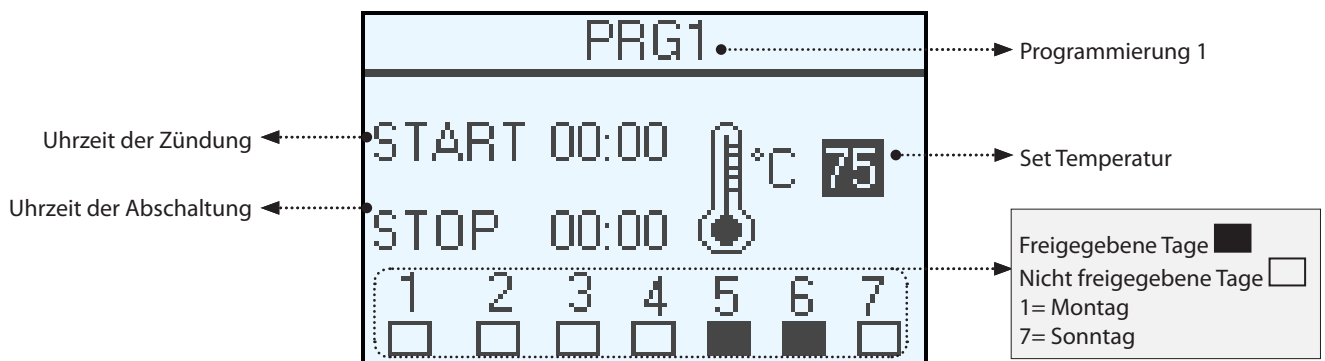 PRG1
Programmierung 1
Uhrzeit der Zündung
START 00:00
°C 75
Set Temperatur
Uhrzeit der Abschaltung
STOP 00:00
1 2 3 4 5 6 7
Freigegebene Tage
Nicht freigegebene Tage
1= Montag
7= Sonntag